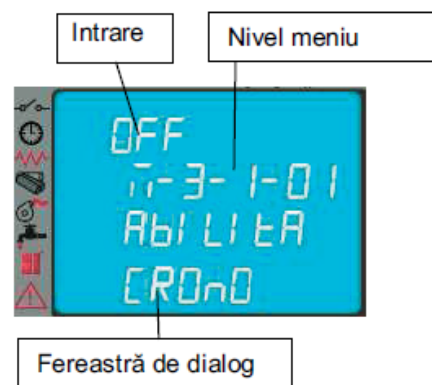 Intrare
Nivel meniu
OFF
n-3-1-01
AbILItA
CROnO
Fereastră de dialog